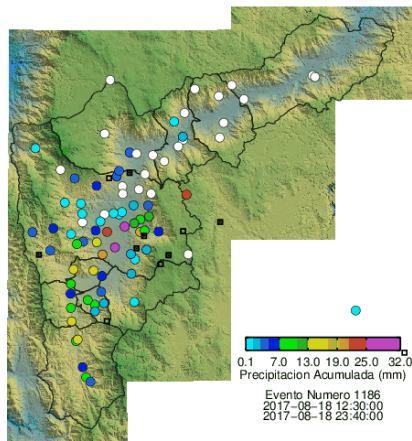 0.1 7.0 13.0 19.0 25.0 32.0
Precipitacion Acumulada (mm)
Evento Numero 1186
2017-08-18 12:30:00
2017-08-18 23:40:00